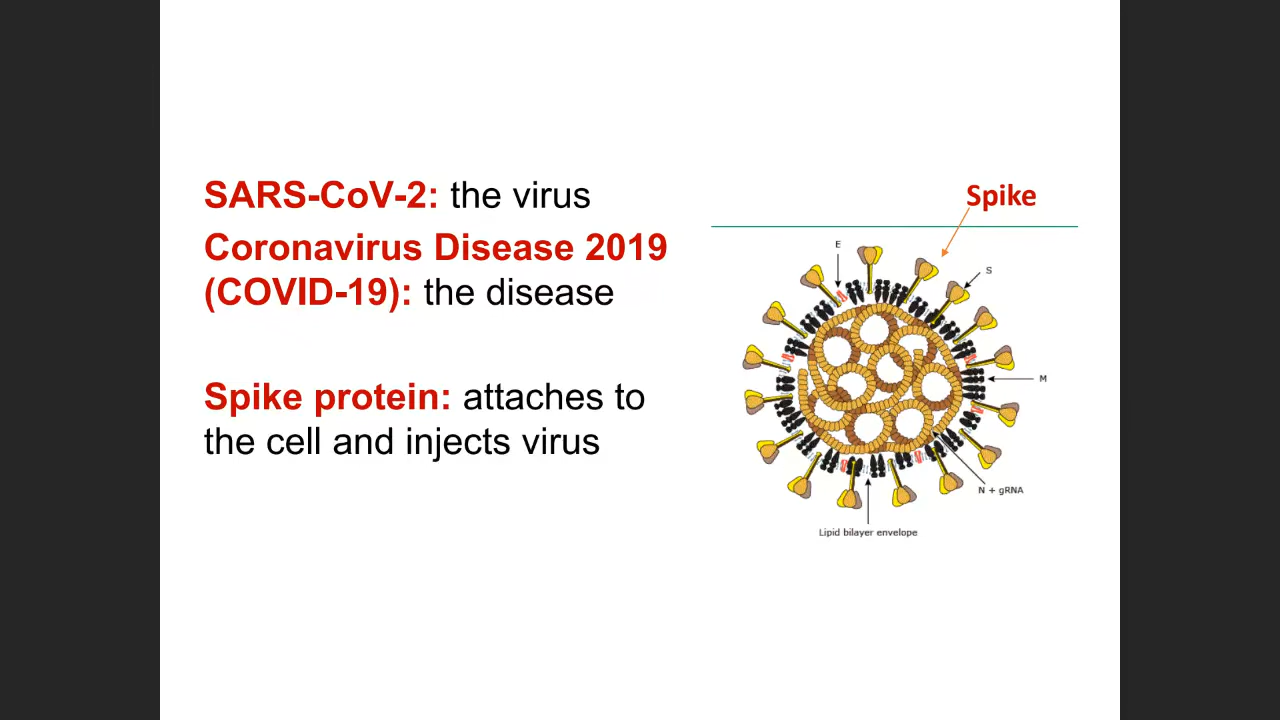 SARS-CoV-2: the virus
Coronavirus Disease 2019
(COVID-19): the disease
Spike protein: attaches to
the cell and injects virus
Spike
E
S
M
N + gRNA
Lipid bilayer envelope